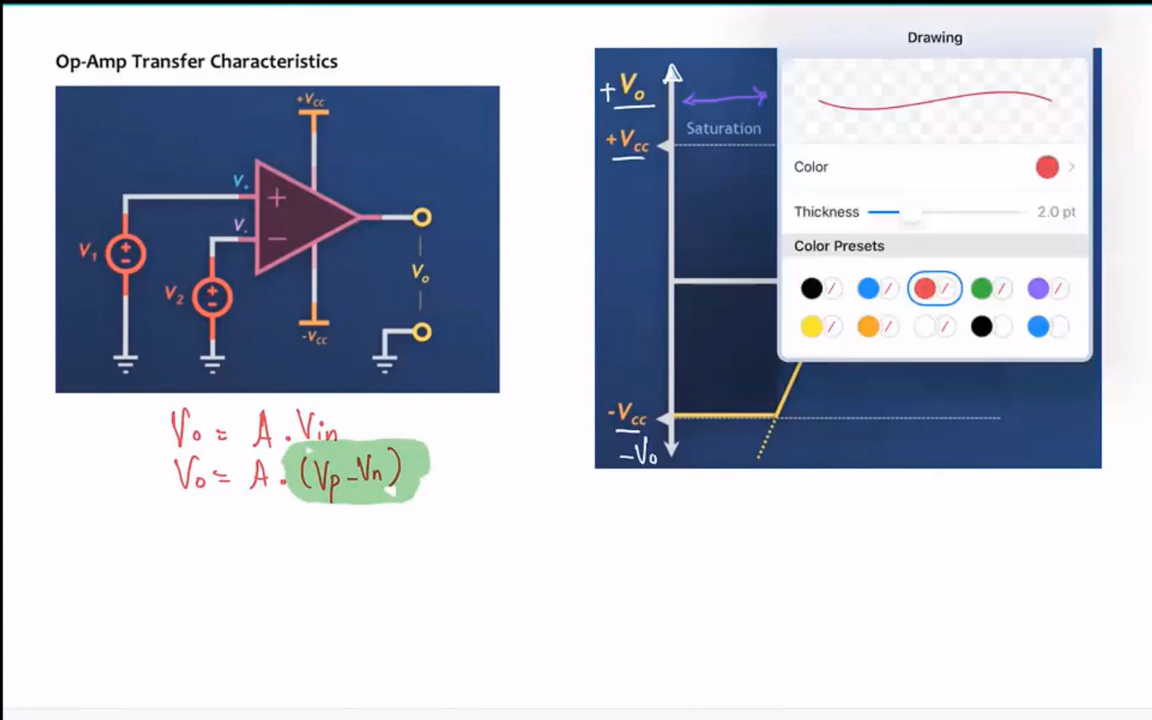 Op-Amp Transfer Characteristics
+Vcc
V+
V-
V1
V2
Vo
-Vcc
Vo = A . Vin
Vo = A . (Vp - Vn)
+Vo
Saturation
+Vcc
-Vcc
-Vo
Drawing
Color
Thickness 2.0 pt
Color Presets